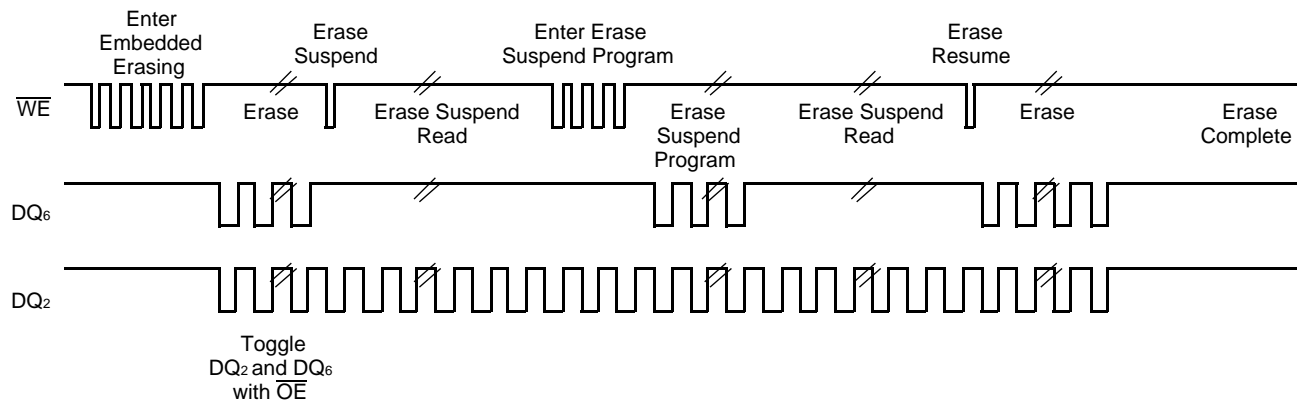 Enter
Embedded
Erasing
Erase
Suspend
Enter Erase
Suspend Program
Erase
Resume
WE
Erase
Erase Suspend
Read
Erase
Suspend
Program
Erase Suspend
Read
Erase
Erase
Complete
DQ6
DQ2
Toggle
DQ2 and DQ6
with OE